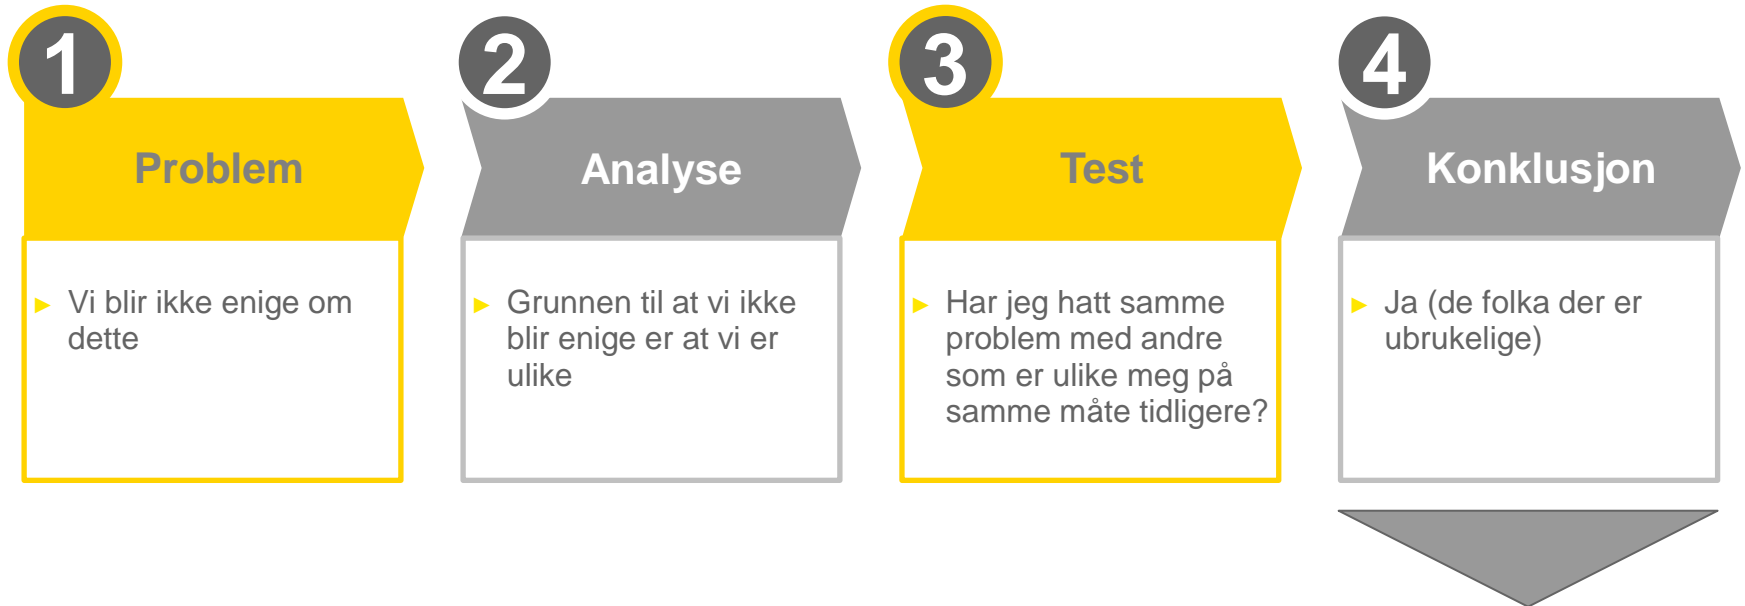 1
Problem
► Vi blir ikke enige om
dette
2
Analyse
► Grunnen til at vi ikke
blir enige er at vi er
ulike
3
Test
► Har jeg hatt samme
problem med andre
som er ulike meg på
samme måte tidligere?
4
Konklusjon
► Ja (de folka der er
ubrukelige)